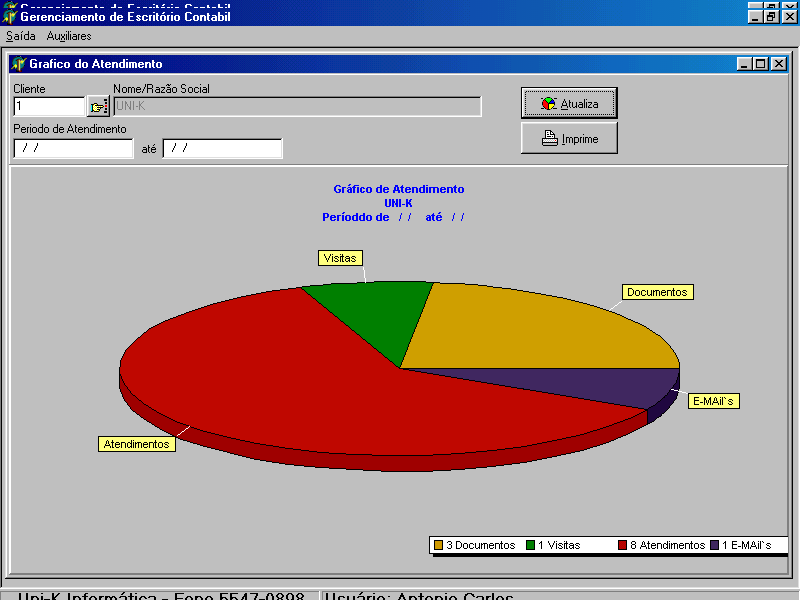 Gerenciamento de Escritório Contabil
Gerenciamento de Escritório Contabil
Saída Auxiliares
Grafico do Atendimento
Cliente Nome/Razão Social
1 UNI-K
Atualiza
Periodo de Atendimento
/ / até / /
Imprime
Gráfico de Atendimento
UNI-K
Períoddo de / / até / /
Visitas
Documentos
E-MAil`s
Atendimentos
3 Documentos 1 Visitas 8 Atendimentos 1 E-MAil`s
Uni-K Informática - Fone 5547-0898 Usuário: Antonio Carlos